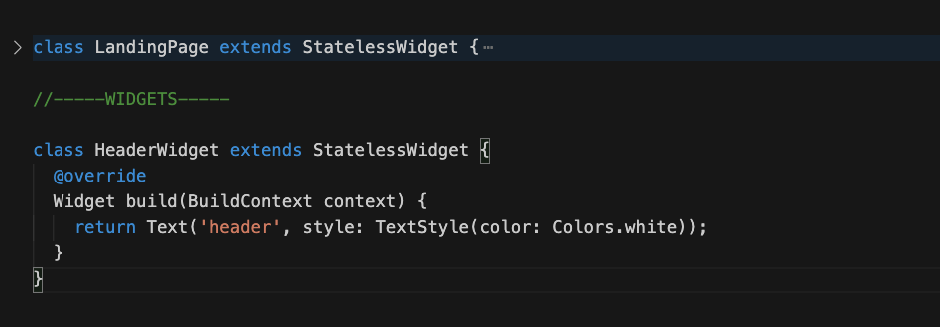 class LandingPage extends StatelessWidget {⋯
//-----WIDGETS-----
class HeaderWidget extends StatelessWidget {
@override
Widget build(BuildContext context) {
return Text('header', style: TextStyle(color: Colors.white));
}
}